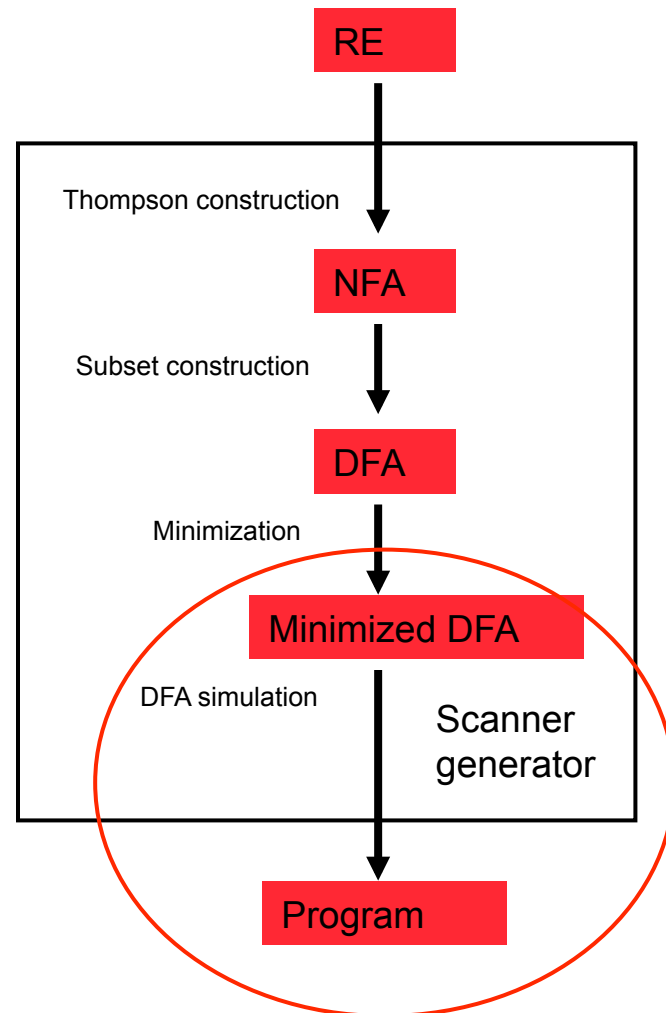 RE
Thompson construction
NFA
Subset construction
DFA
Minimization
Minimized DFA
DFA simulation
Scanner
generator
Program